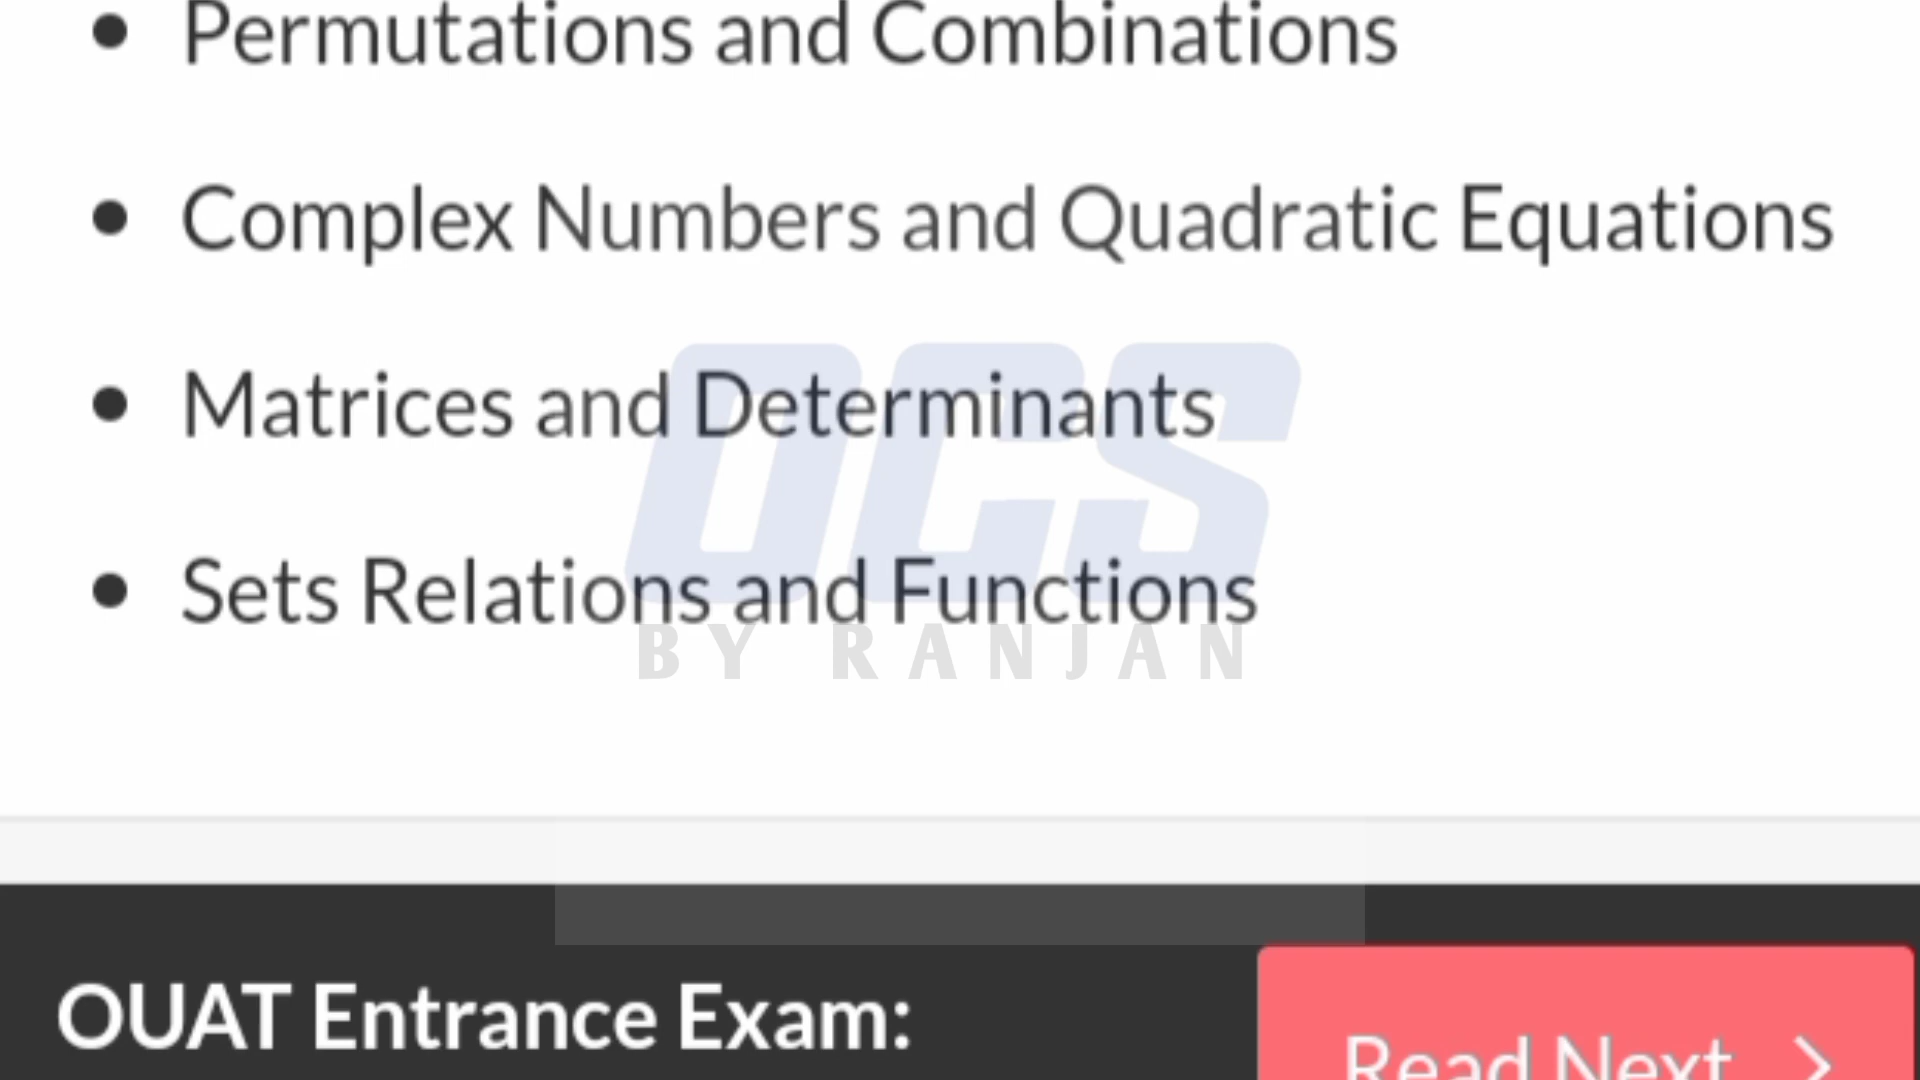 Permutations and Combinations
Complex Numbers and Quadratic Equations
Matrices and Determinants
OCS
Sets Relations and Functions
BY RANJAN
OUAT Entrance Exam:
Read Next